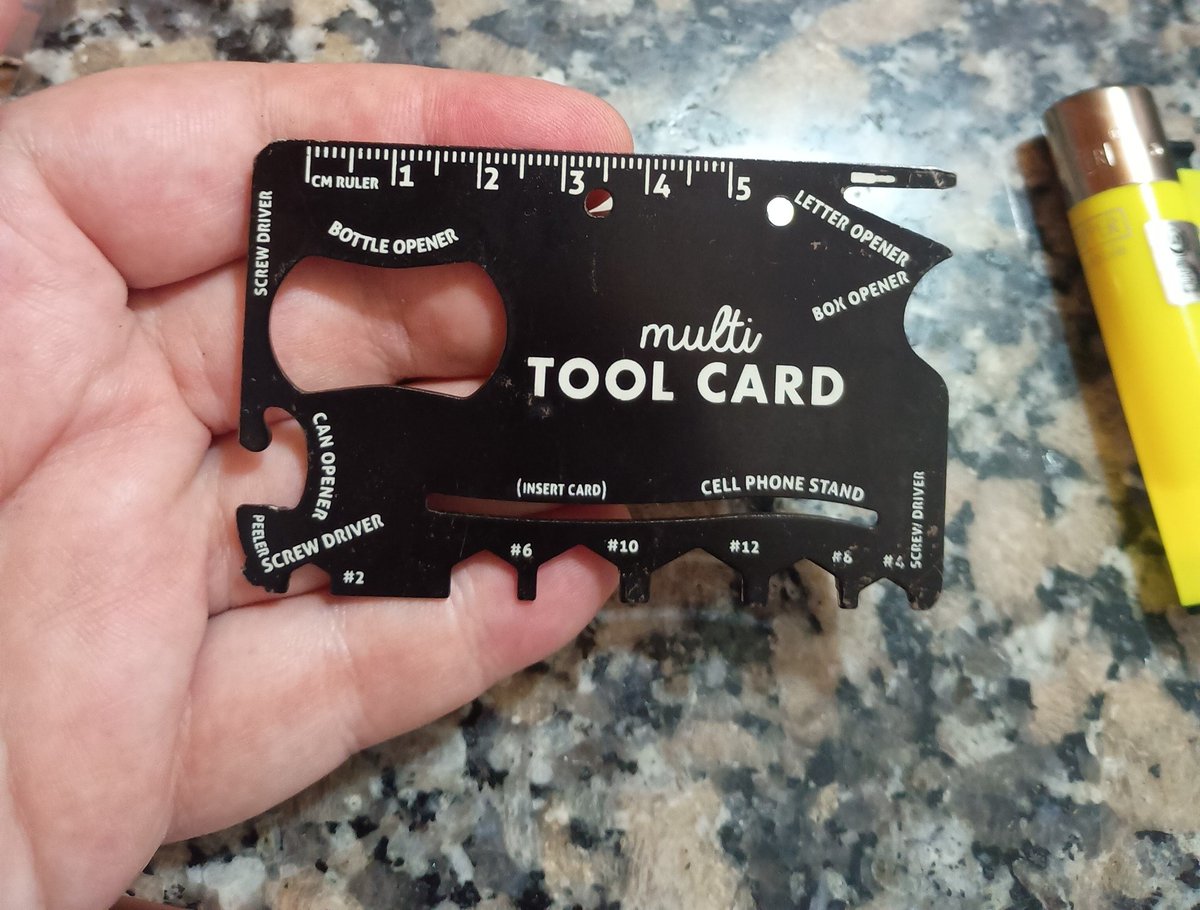 CM RULER 1 2 3 4 5
SCREW DRIVER
BOTTLE OPENER
LETTER OPENER
BOX OPENER
multi
TOOL CARD
CAN OPENER
(INSERT CARD)
CELL PHONE STAND
SCREW DRIVER
PEELER
SCREW DRIVER
#2
#6
#10
#12
#8